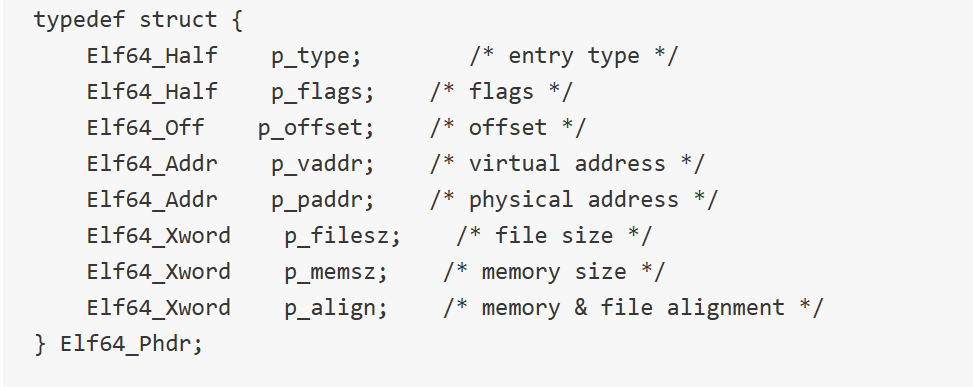 typedef struct {
    Elf64_Half    p_type;        /* entry type */
    Elf64_Half    p_flags;    /* flags */
    Elf64_Off    p_offset;    /* offset */
    Elf64_Addr    p_vaddr;    /* virtual address */
    Elf64_Addr    p_paddr;    /* physical address */
    Elf64_Xword    p_filesz;    /* file size */
    Elf64_Xword    p_memsz;    /* memory size */
    Elf64_Xword    p_align;    /* memory & file alignment */
} Elf64_Phdr;